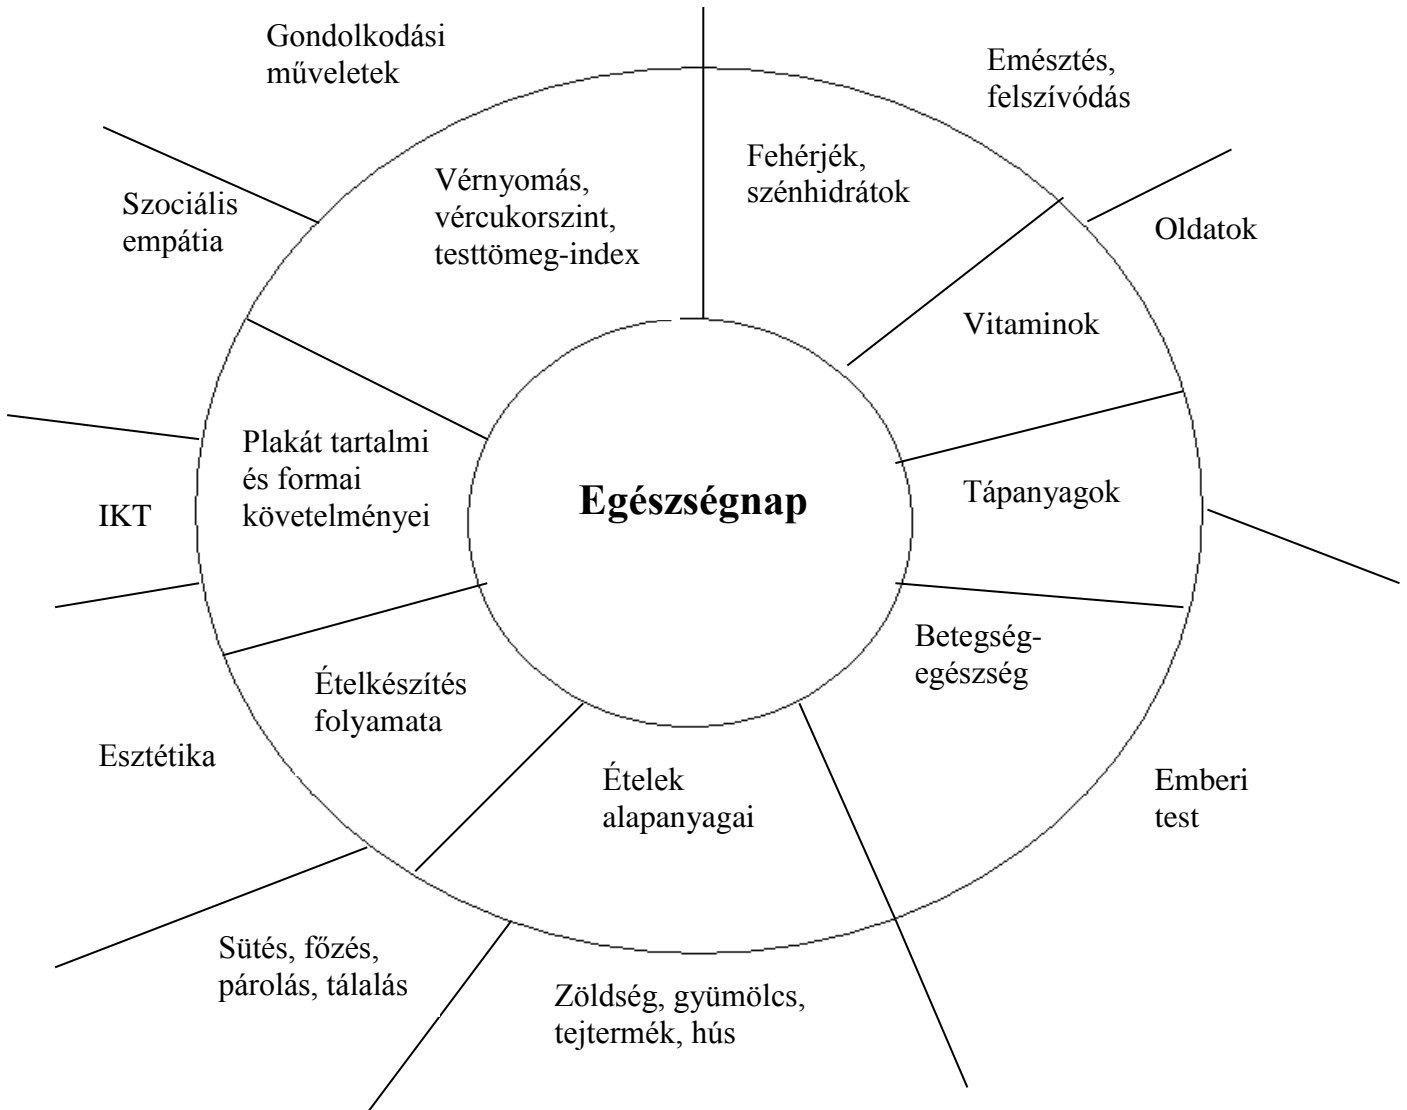 Gondolkodási
műveletek
Emésztés,
felszívódás
Fehérjék,
szénhidrátok
Vérnyomás,
vércukorszint,
testtömeg-index
Szociális
empátia
Oldatok
Vitaminok
Plakát tartalmi
és formai
követelményei
IKT
Egészségnap
Tápanyagok
Betegség-
egészség
Ételkészítés
folyamata
Esztétika
Ételek
alapanyagai
Emberi
test
Sütés, főzés,
párolás, tálalás
Zöldség, gyümölcs,
tejtermék, hús